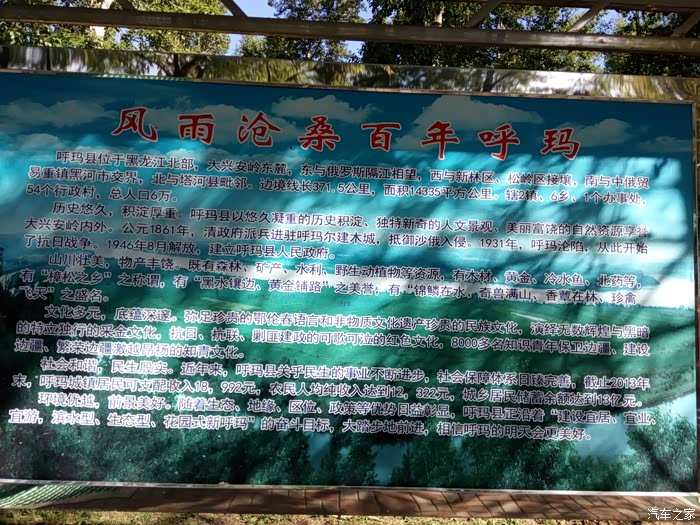 风雨沧桑百年呼玛
呼玛县位于黑龙江北部，大兴安岭东麓，东与俄罗斯隔江相望，西与新林区、松岭区接壤，南与中俄贸
易重镇黑河市交界，北与塔河县毗邻。边境线长371.5公里，面积14335平方公里。辖2镇、6乡、1个办事处，
54个行政村，总人口6万。
历史悠久，积淀厚重。呼玛县以悠久凝重的历史积淀、独特新奇的人文景观、美丽富饶的自然资源享誉
大兴安岭内外。公元1861年，清政府派兵进驻呼玛尔建木城，抵御沙俄入侵。1931年，呼玛沦陷，从此开始
了抗日战争。1946年8月解放，建立呼玛县人民政府。
山川壮美，物产丰饶。既有森林、矿产、水利、野生动植物等资源，有木材、黄金、冷水鱼、北药等，
有“樟松之乡”之称谓，有“黑水镶边、黄金铺路”之美誉；有“锦鳞在水、奇兽满山、香蕈在林、珍禽
飞天”之盛名。
文化多元，底蕴深邃。弥足珍贵的鄂伦春语言和非物质文化遗产珍贵的民族文化，演绎无数辉煌与黑暗
的特立独行的采金文化，抗日、抗联、剿匪建政的可歌可泣的红色文化，8000多名知识青年保卫边疆、建设
边疆、繁荣边疆激越昂扬的知青文化。
社会和谐，民生殷实。近年来，呼玛县关乎民生的事业不断进步，社会保障体系日臻完善，截止2013年
末，呼玛城镇居民可支配收入18，992元，农民人均纯收入达到12，322元，城乡居民储蓄余额达到13亿元。
环境优越，前景美好。随着生态、地缘、区位、政策等优势日益彰显，呼玛县正沿着“建设宜居、宜业、
宜游，滨水型、生态型、花园式新呼玛”的奋斗目标，大踏步地前进，相信呼玛的明天会更美好。
汽车之家